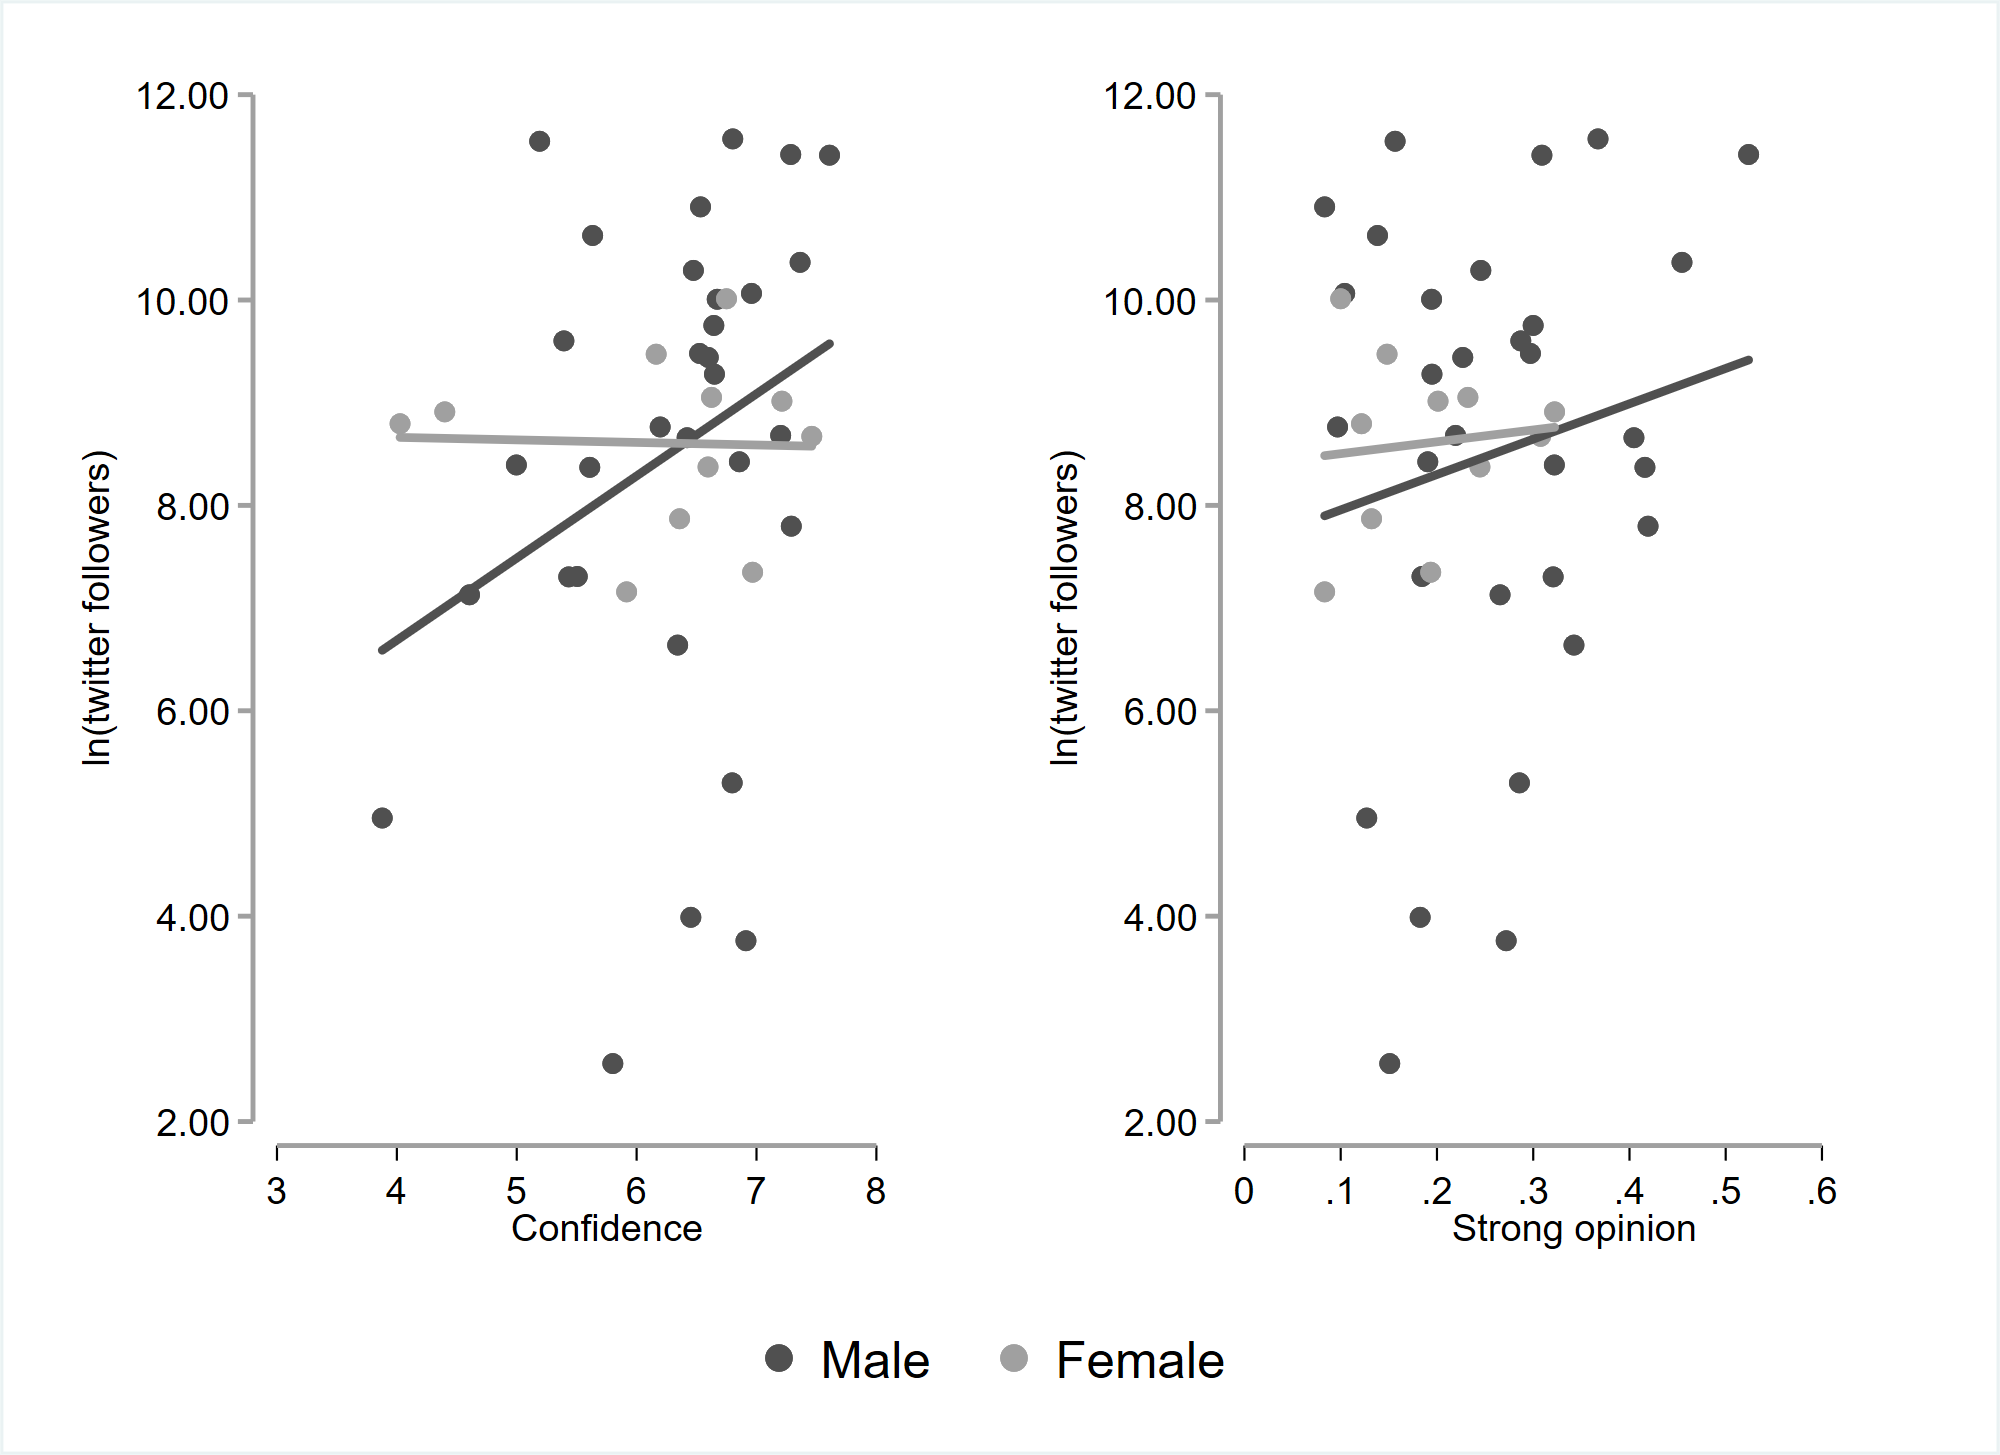 ln(twitter followers)
12.00
10.00
8.00
6.00
4.00
2.00
3 4 5 6 7 8
Confidence
ln(twitter followers)
12.00
10.00
8.00
6.00
4.00
2.00
0 .1 .2 .3 .4 .5 .6
Strong opinion
Male Female